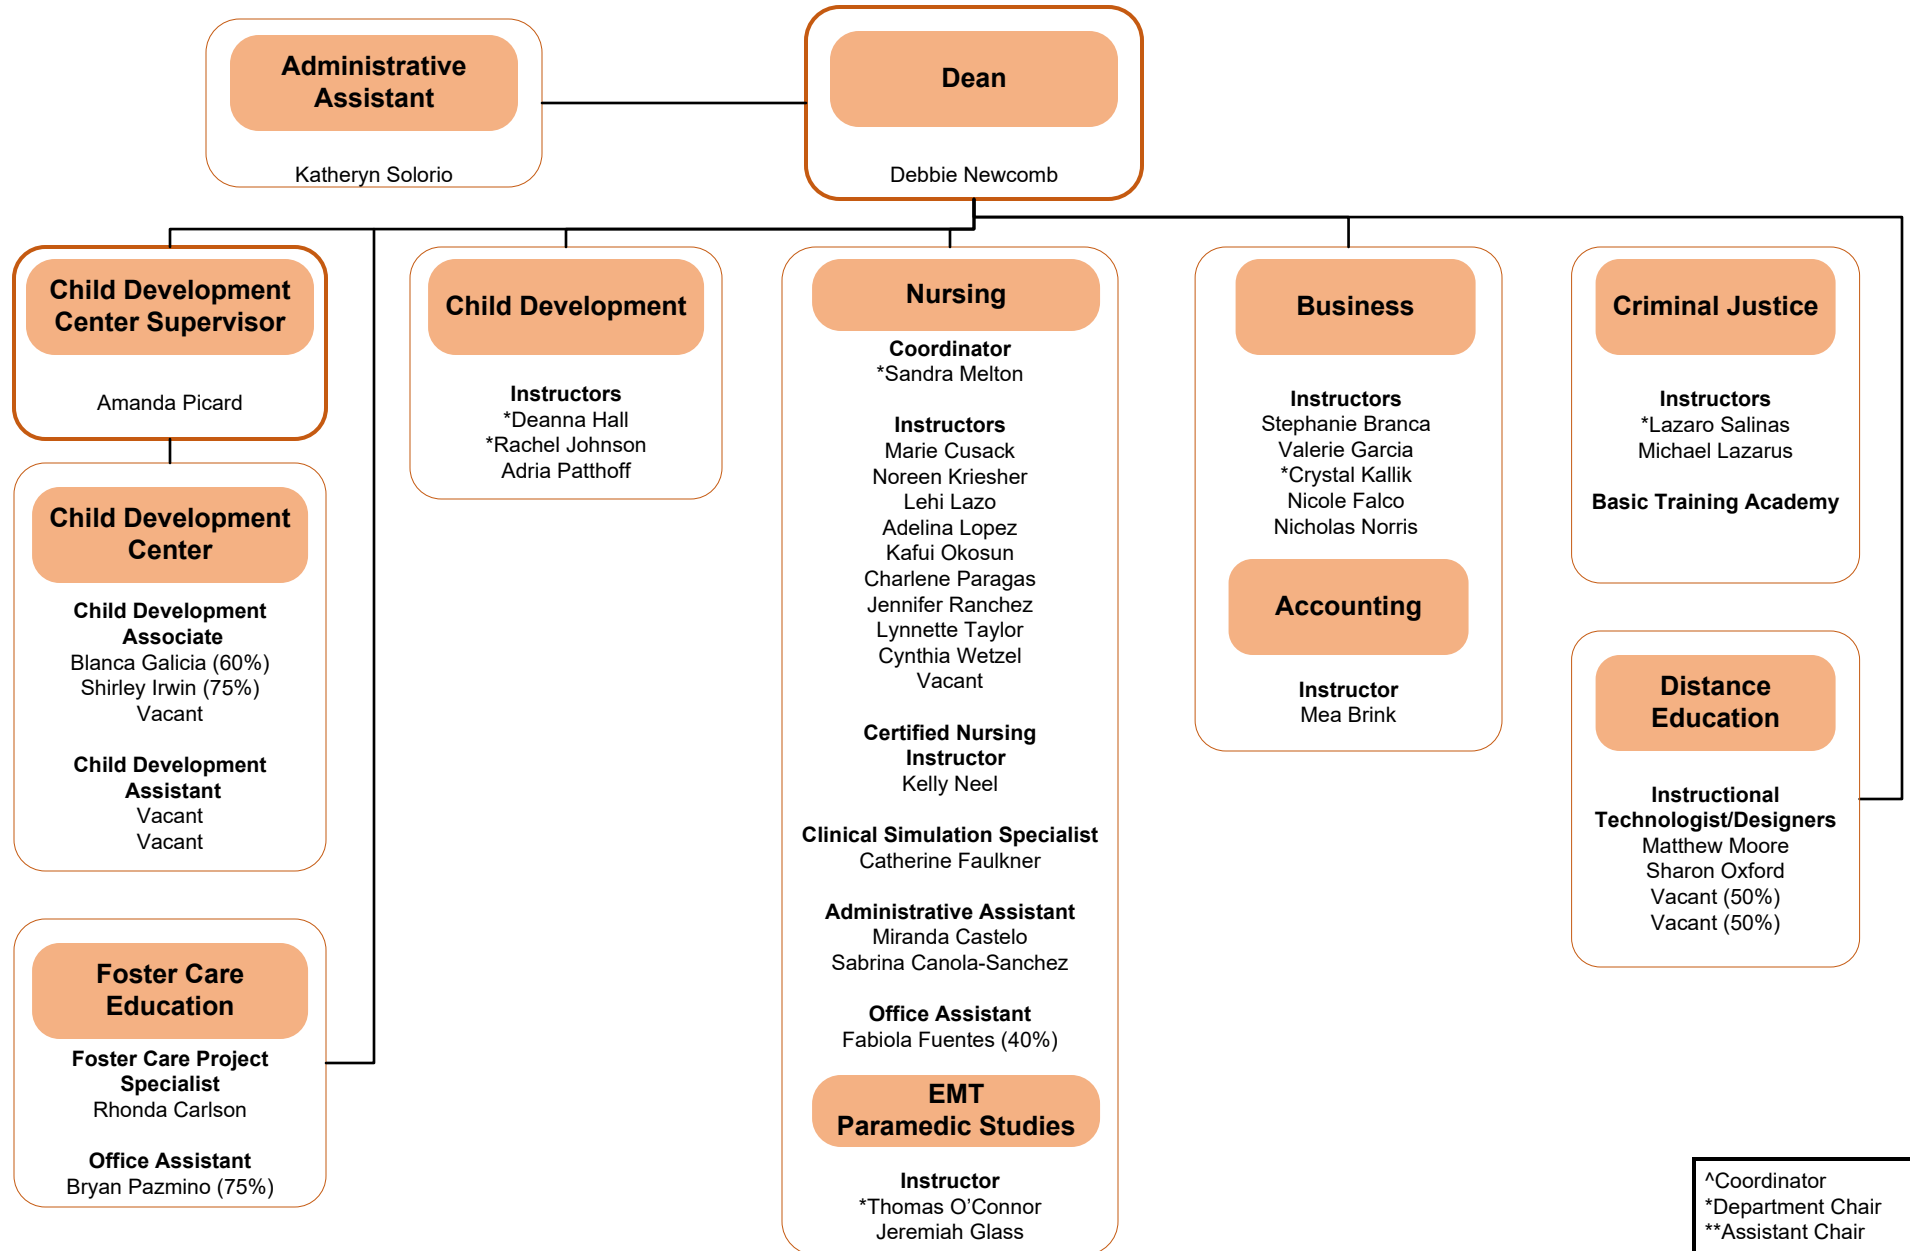 Administrative
Assistant
Katheryn Solorio
Dean
Debbie Newcomb
Child Development
Center Supervisor
Amanda Picard
Child Development
Center
Child Development
Associate
Blanca Galicia (60%)
Shirley Irwin (75%)
Vacant
Child Development
Assistant
Vacant
Vacant
Foster Care
Education
Foster Care Project
Specialist
Rhonda Carlson
Office Assistant
Bryan Pazmino (75%)
Child Development
Instructors
*Deanna Hall
*Rachel Johnson
Adria Patthoff
Nursing
Coordinator
*Sandra Melton
Instructors
Marie Cusack
Noreen Kriesher
Lehi Lazo
Adelina Lopez
Kafui Okosun
Charlene Paragas
Jennifer Ranchez
Lynnette Taylor
Cynthia Wetzel
Vacant
Certified Nursing
Instructor
Kelly Neel
Clinical Simulation Specialist
Catherine Faulkner
Administrative Assistant
Miranda Castelo
Sabrina Canola-Sanchez
Office Assistant
Fabiola Fuentes (40%)
EMT
Paramedic Studies
Instructor
*Thomas O’Connor
Jeremiah Glass
Business
Instructors
Stephanie Branca
Valerie Garcia
*Crystal Kallik
Nicole Falco
Nicholas Norris
Accounting
Instructor
Mea Brink
Criminal Justice
Instructors
*Lazaro Salinas
Michael Lazarus
Basic Training Academy
Distance
Education
Instructional
Technologist/Designers
Matthew Moore
Sharon Oxford
Vacant (50%)
Vacant (50%)
^Coordinator
*Department Chair
**Assistant Chair